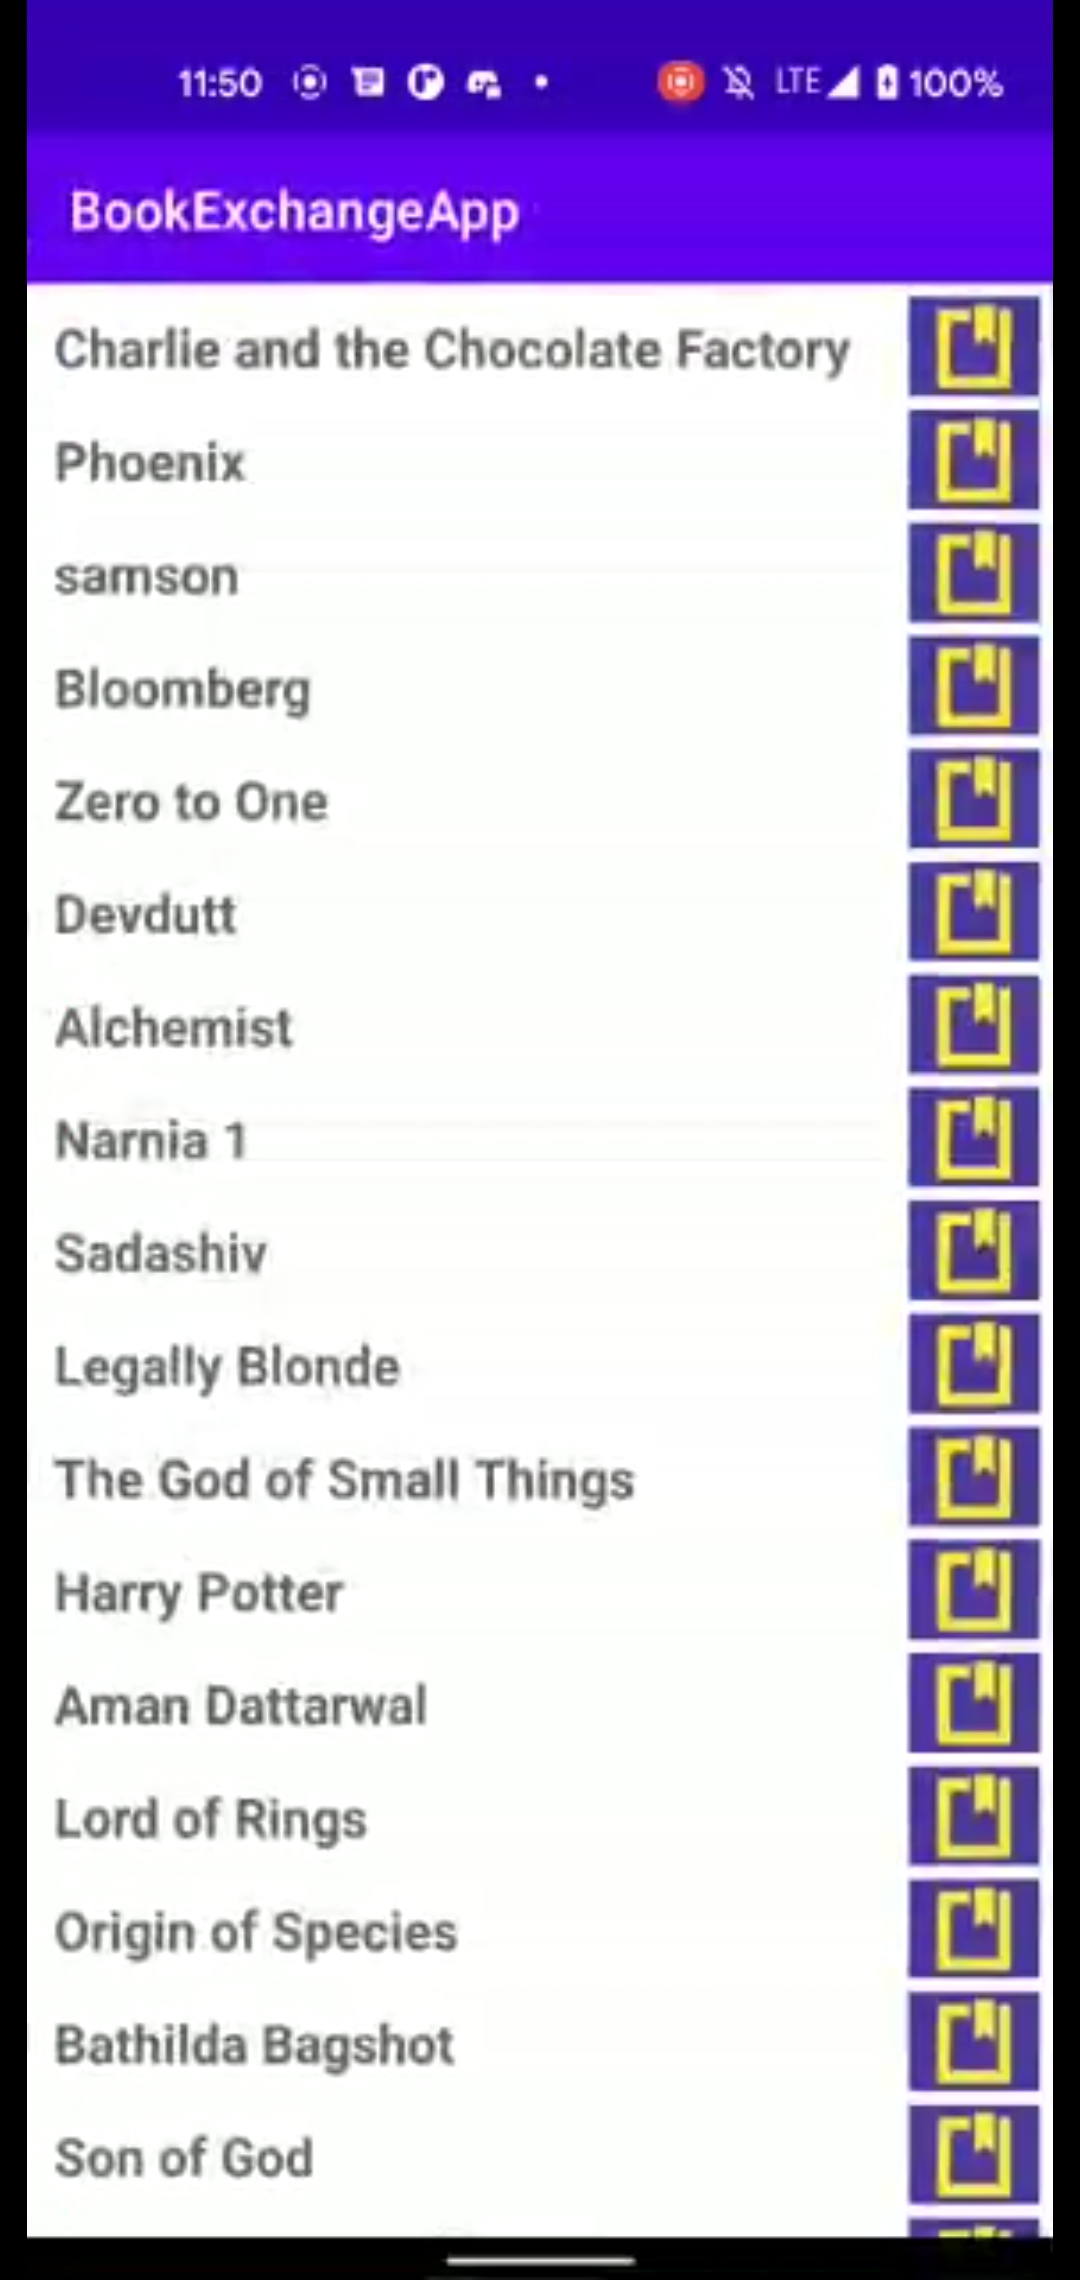 11:50 LTE 100%
BookExchangeApp
Charlie and the Chocolate Factory
Phoenix
samson
Bloomberg
Zero to One
Devdutt
Alchemist
Narnia 1
Sadashiv
Legally Blonde
The God of Small Things
Harry Potter
Aman Dattarwal
Lord of Rings
Origin of Species
Bathilda Bagshot
Son of God